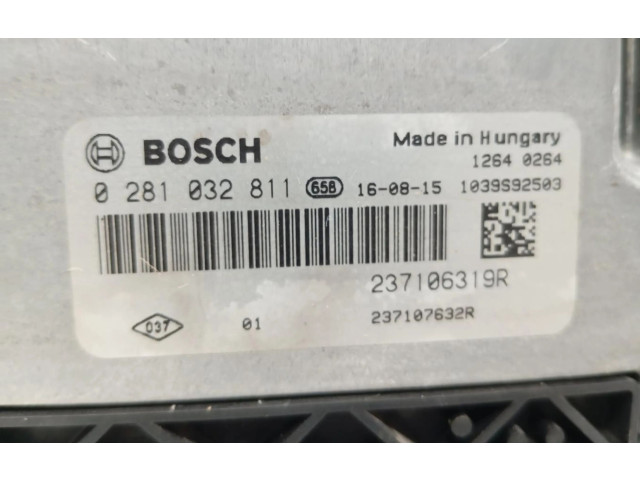 BOSCH
Made in Hungary
1264 0264
0 281 032 811 658 16-08-15 1039S92503
237106319R
037 01 237107632R